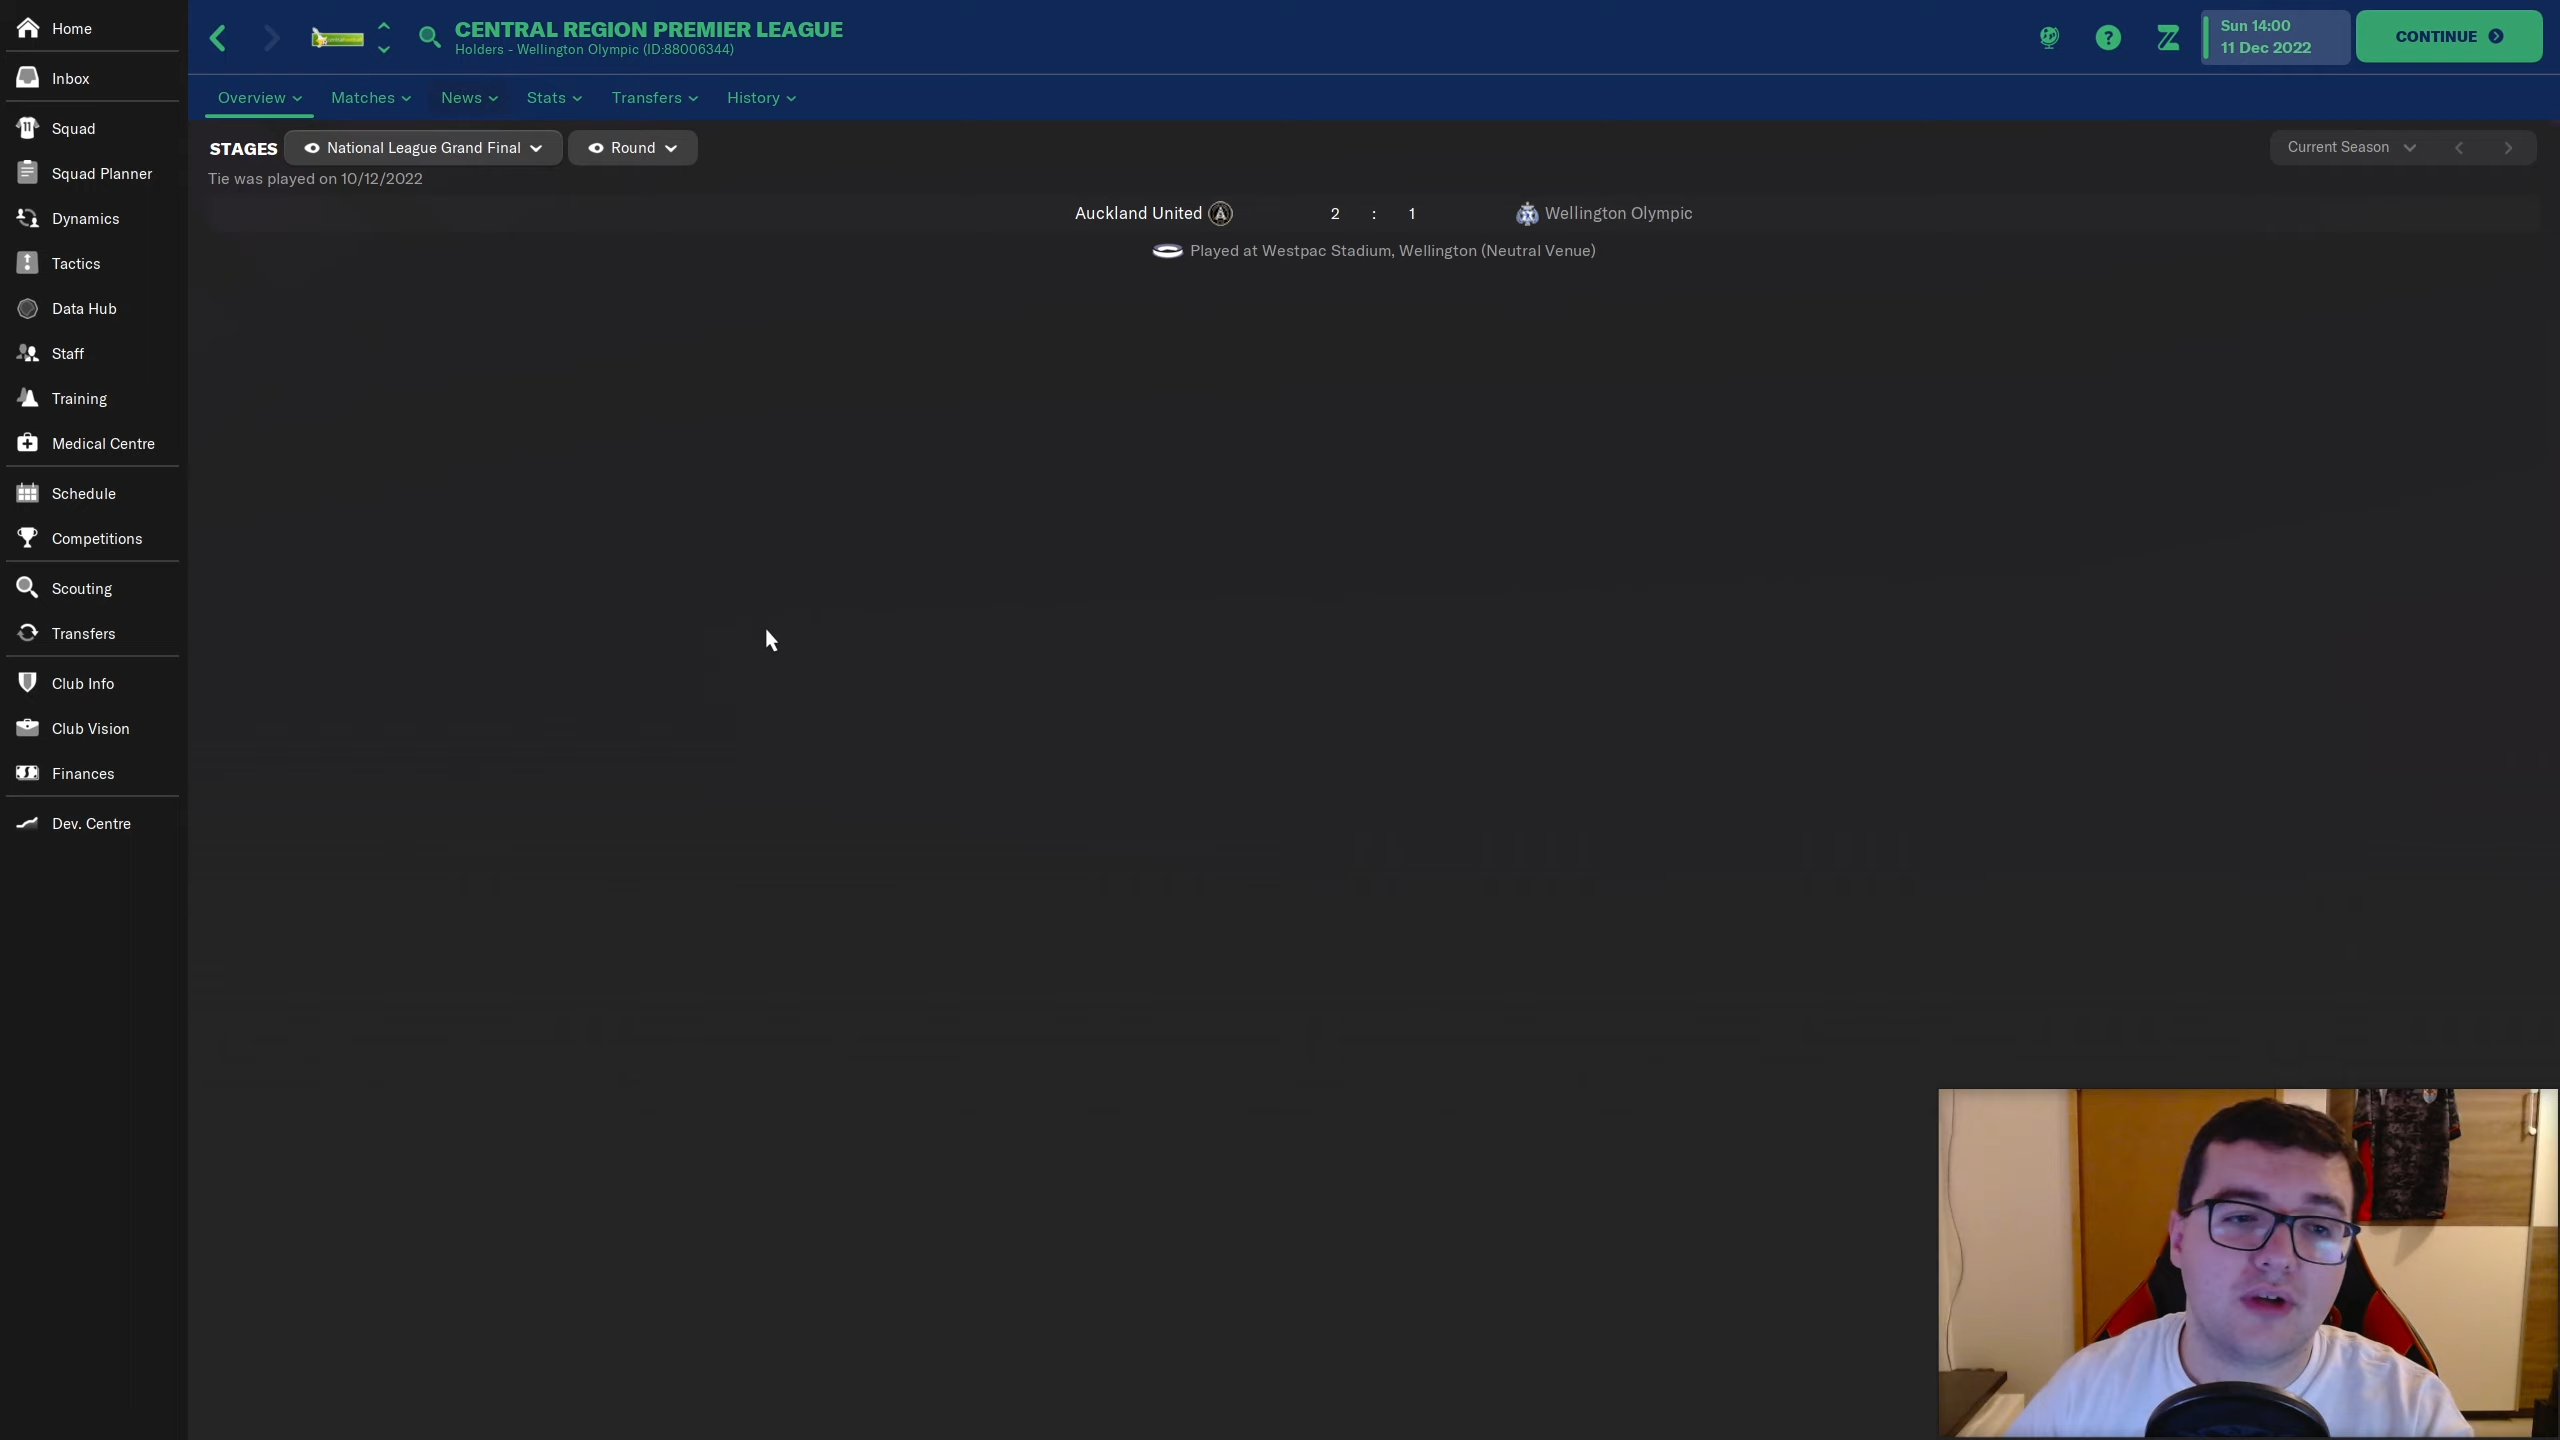 Home
Inbox
Squad
Squad Planner
Dynamics
Tactics
Data Hub
Staff
Training
Medical Centre
Schedule
Competitions
Scouting
Transfers
Club Info
Club Vision
Finances
Dev. Centre
CENTRAL REGION PREMIER LEAGUE
Holders - Wellington Olympic (ID:88006344)
Sun 14:00
11 Dec 2022
CONTINUE
Overview Matches News Stats Transfers History
STAGES National League Grand Final Round Current Season
Tie was played on 10/12/2022
Auckland United 2 : 1 Wellington Olympic
Played at Westpac Stadium, Wellington (Neutral Venue)